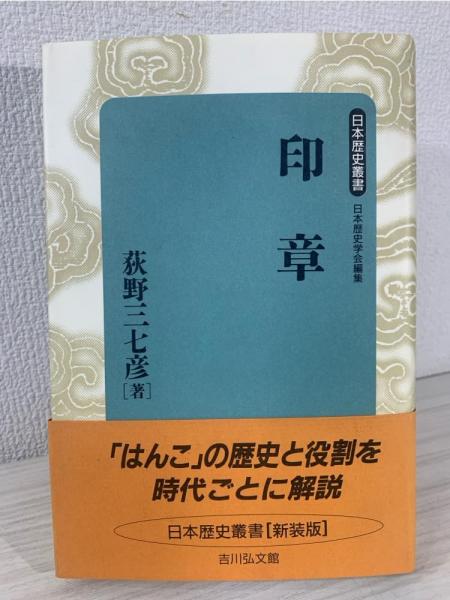 日本歴史叢書
日本歴史学会編集
印章
荻野三七彦[著]
「はんこ」の歴史と役割を
時代ごとに解説
日本歴史叢書[新装版]
吉川弘文館